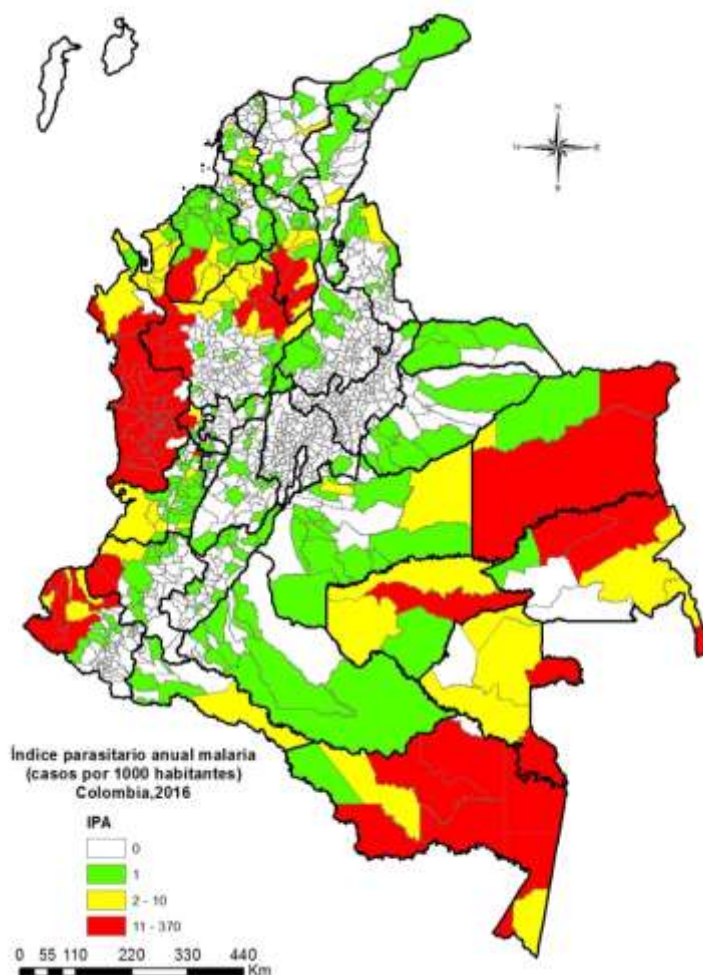 N
E
S
Índice parasitario anual malaria
(casos por 1000 habitantes)
Colombia,2016
IPA
0
1
2 - 10
11 - 370
0 55 110 220 330 440
Km